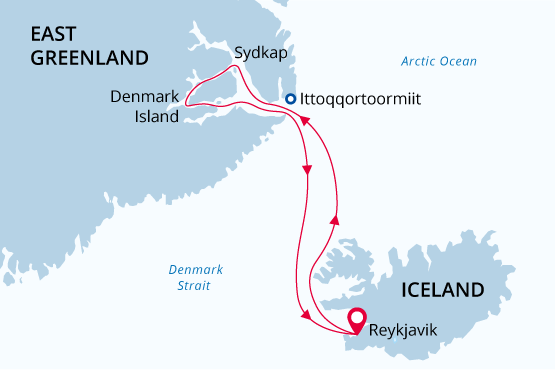 EAST
GREENLAND
Sydkap
Arctic Ocean
Denmark
Island
Ittoqqortoormiit
Denmark
Strait
ICELAND
Reykjavik